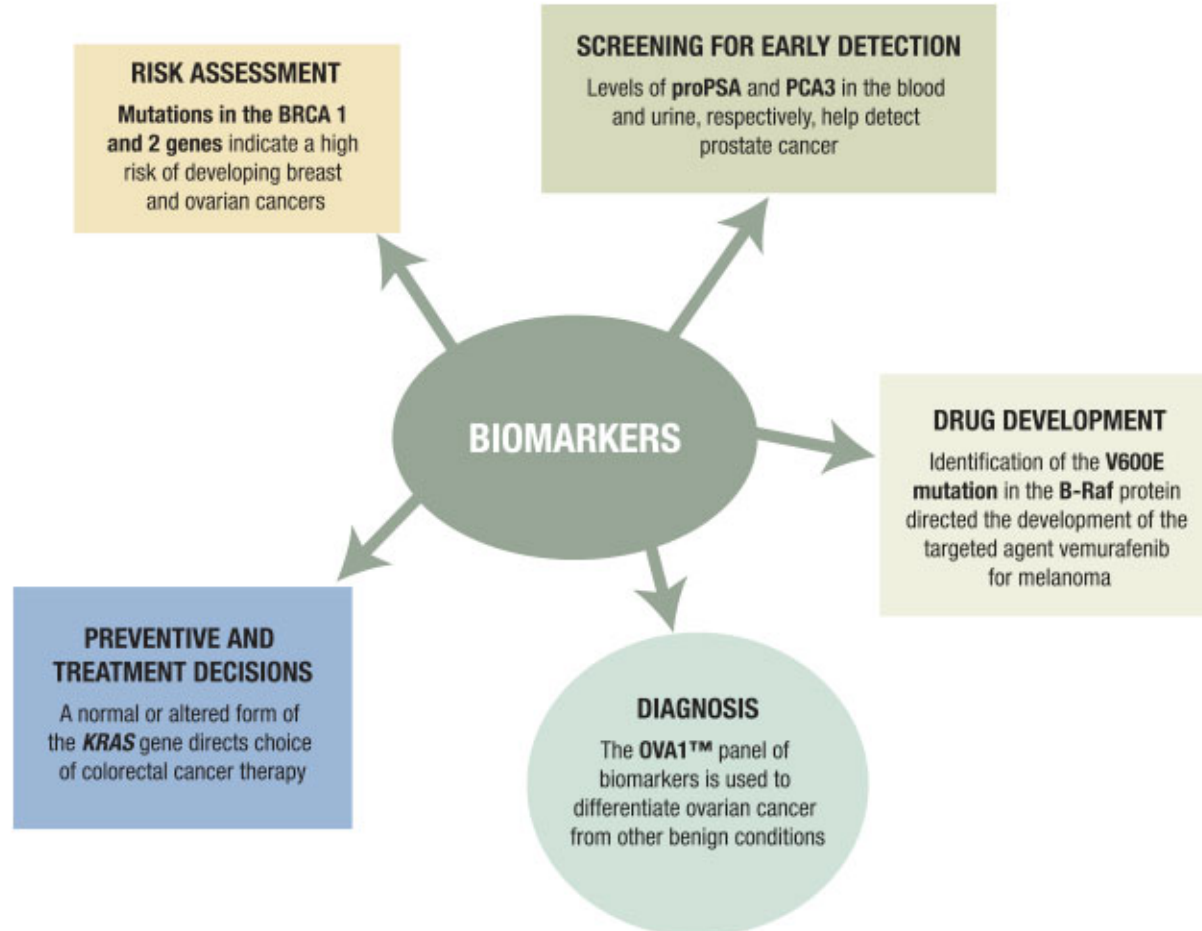 RISK ASSESSMENT
Mutations in the BRCA 1
and 2 genes indicate a high
risk of developing breast
and ovarian cancers
SCREENING FOR EARLY DETECTION
Levels of proPSA and PCA3 in the blood
and urine, respectively, help detect
prostate cancer
BIOMARKERS
DRUG DEVELOPMENT
Identification of the V600E
mutation in the B-Raf protein
directed the development of the
targeted agent vemurafenib
for melanoma
PREVENTIVE AND
TREATMENT DECISIONS
A normal or altered form of
the KRAS gene directs choice
of colorectal cancer therapy
DIAGNOSIS
The OVA1™ panel of
biomarkers is used to
differentiate ovarian cancer
from other benign conditions